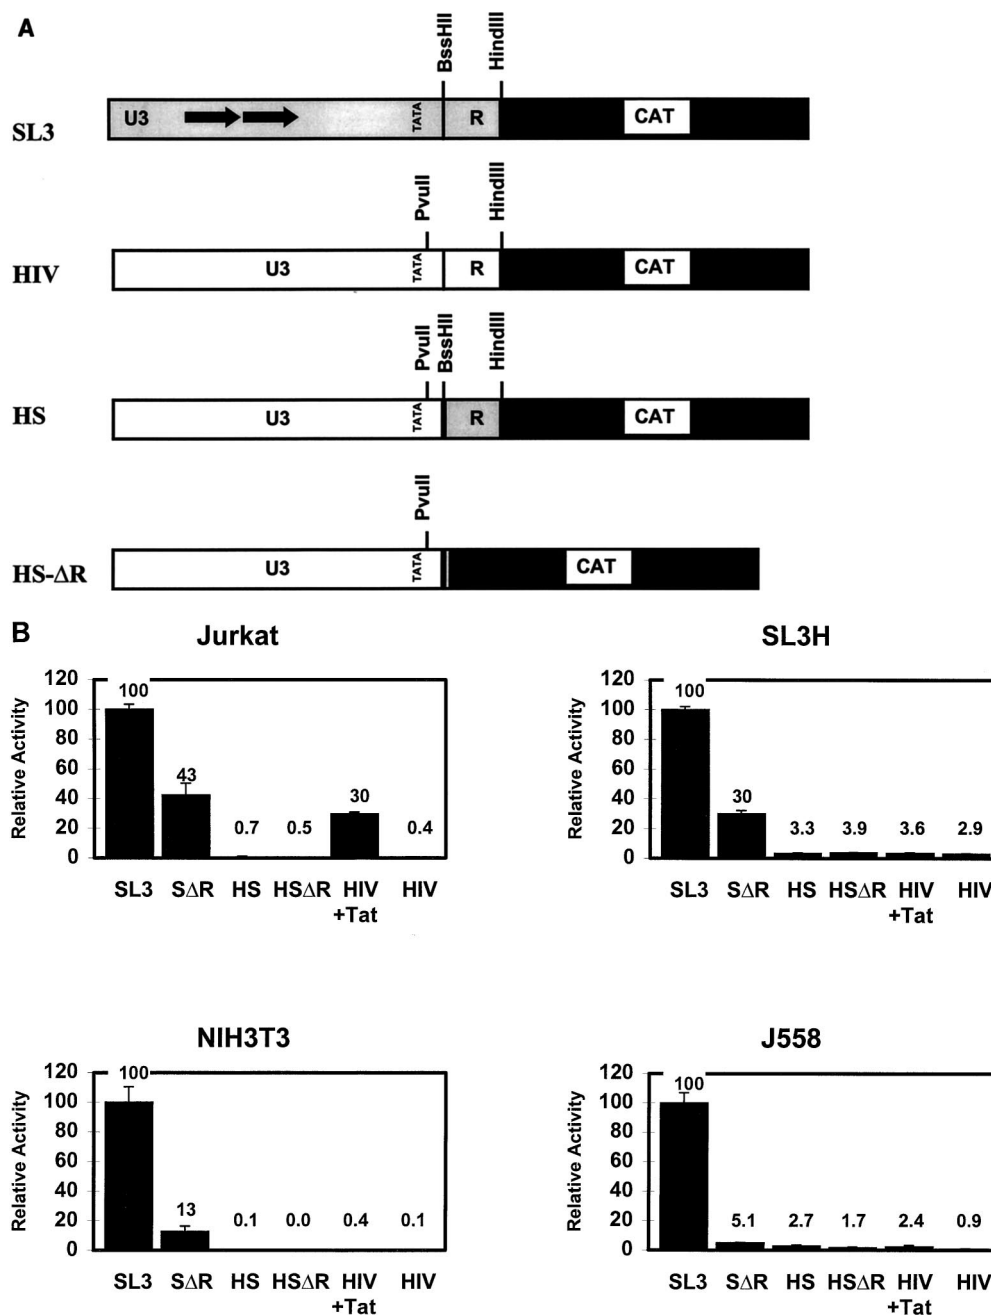 A
BssHII HindIII
U3 TATA R CAT
SL3
PvuII HindIII
U3 TATA R CAT
HIV
PvuII BssHII HindIII
U3 TATA R CAT
HS
PvuII
U3 TATA CAT
HS-ΔR
B
Jurkat
Relative Activity
120
100
80
60
40
20
0
100 43 0.7 0.5 30 0.4
SL3 SΔR HS HSΔR HIV HIV
+Tat
SL3H
Relative Activity
120
100
80
60
40
20
0
100 30 3.3 3.9 3.6 2.9
SL3 SΔR HS HSΔR HIV HIV
+Tat
NIH3T3
Relative Activity
120
100
80
60
40
20
0
100 13 0.1 0.0 0.4 0.1
SL3 SΔR HS HSΔR HIV HIV
+Tat
J558
Relative Activity
120
100
80
60
40
20
0
100 5.1 2.7 1.7 2.4 0.9
SL3 SΔR HS HSΔR HIV HIV
+Tat